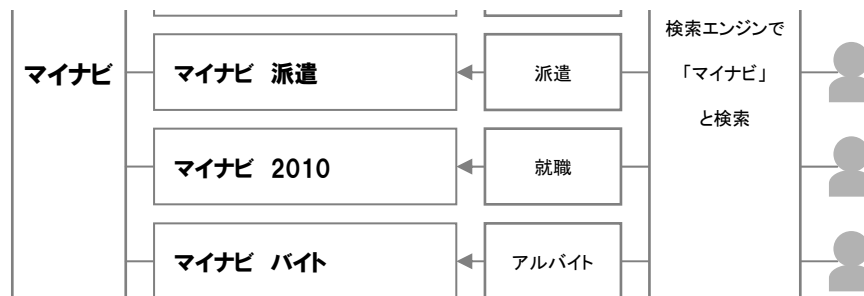 検索エンジンで
マイナビ
マイナビ 派遣
派遣
「マイナビ」
と検索
マイナビ 2010
就職
マイナビ バイト
アルバイト